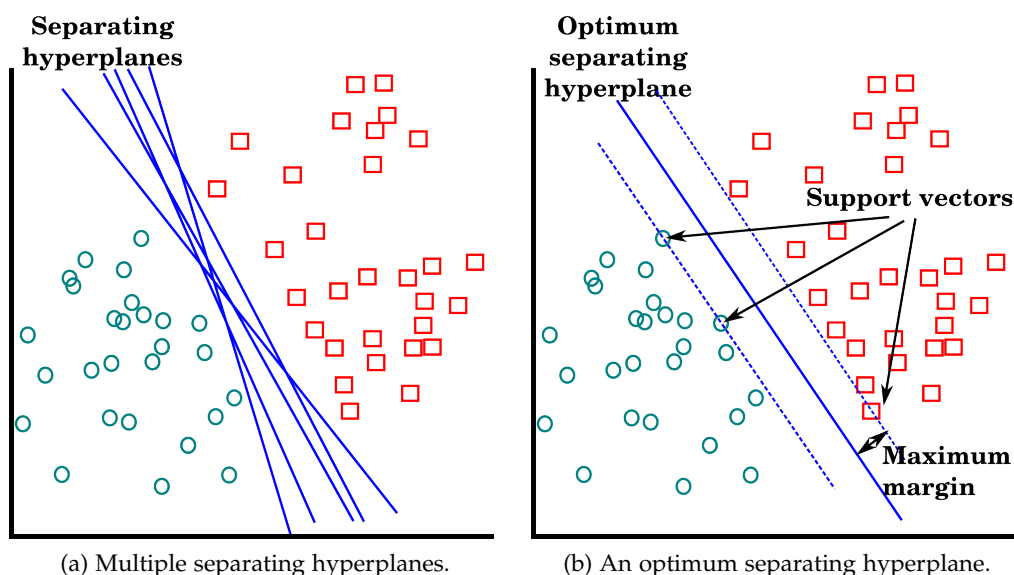 Separating
hyperplanes
Optimum
separating
hyperplane
Support vectors
Maximum
margin
(a) Multiple separating hyperplanes.
(b) An optimum separating hyperplane.